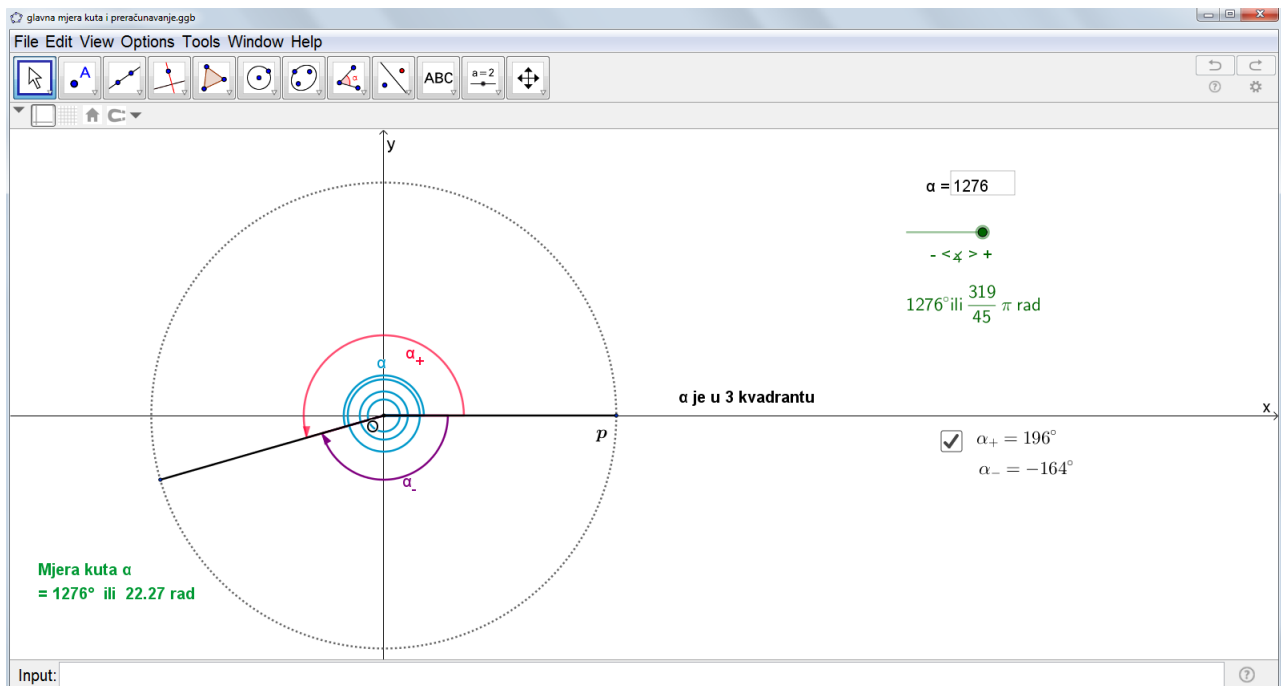 glavna mjera kuta i preračunavanje.ggb
File Edit View Options Tools Window Help
A
α
ABC
a=2
y
α = 1276
- <∡ > +
1276° ili 319/45 π rad
α
α+
α je u 3 kvadrantu
x
O
p
α+ = 196°
α− = −164°
α-
Mjera kuta α
= 1276° ili 22.27 rad
Input: